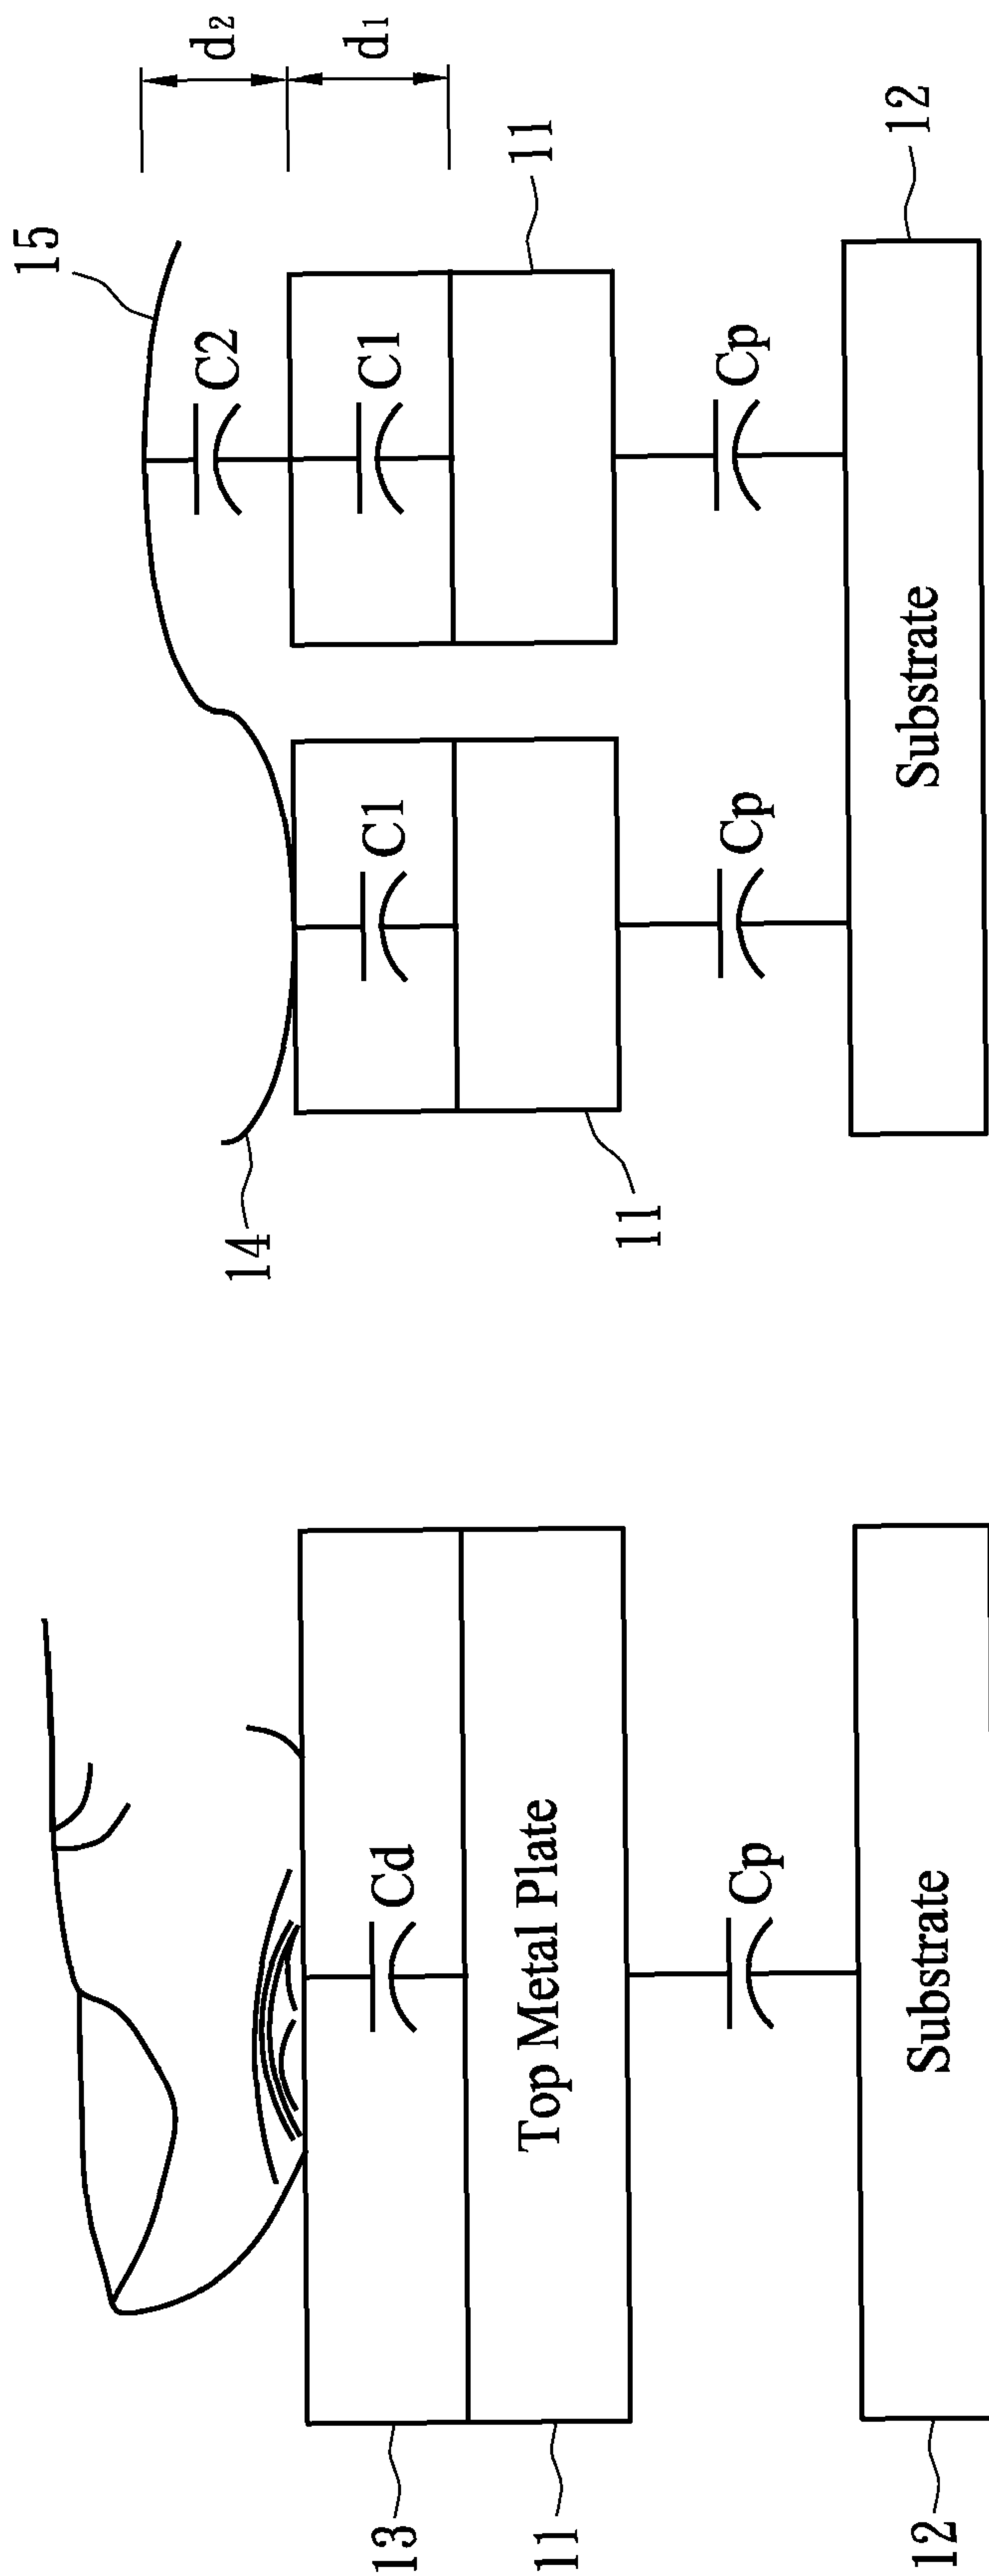 Cd
13
Top Metal Plate
11
Cp
Substrate
12
15
d2
C2
14
C1
C1
d1
11
11
Cp
Cp
Substrate
12